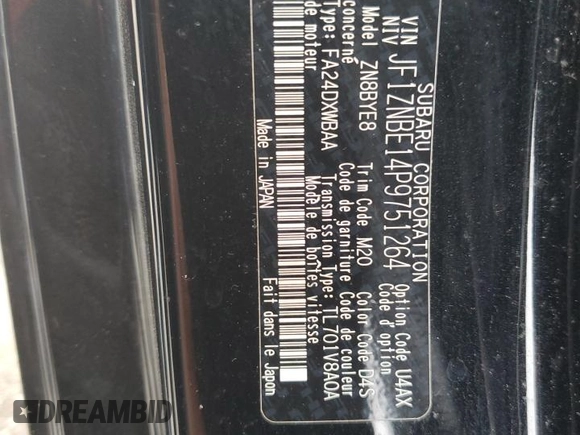 SUBARU CORPORATION
VIN
NIV JF1ZNBE14P9751264
Model ZN8BYE8 Trim Code M20 Color Code D4S Option Code U4AX
concerné Code de garniture Code de couleur Code d'option
Type: FA24DXWBAA Transmission Type: TL701V8A0A
de moteur Modèle de boîtes vitesse
Made in JAPAN Fait dans le Japon
DREAMBID